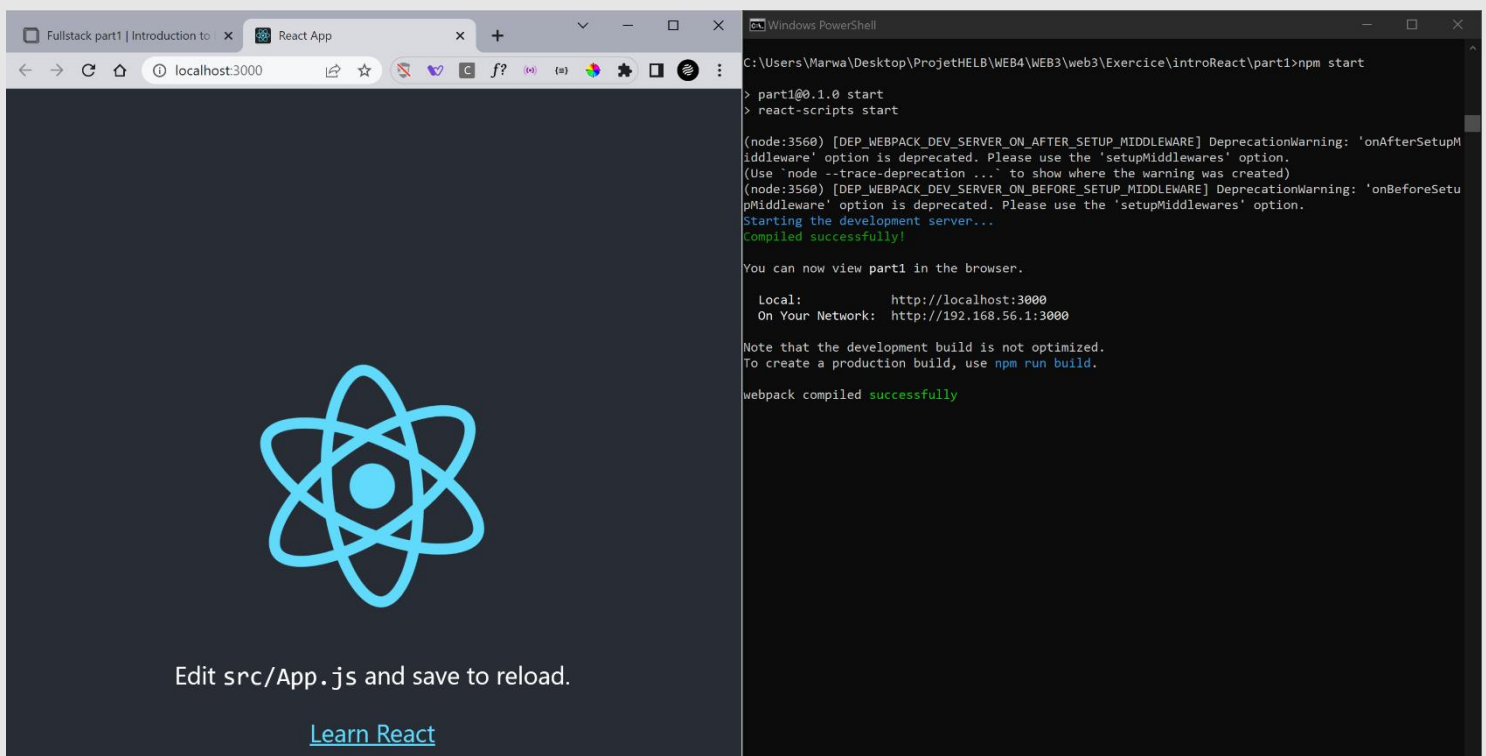 Fullstack part1 | Introduction to
React App
localhost:3000
Edit src/App.js and save to reload.
Learn React
Windows PowerShell
C:\Users\Marwa\Desktop\ProjetHELB\WEB4\WEB3\web3\Exercice\introReact\part1>npm start
> part1@0.1.0 start
> react-scripts start
(node:3560) [DEP_WEBPACK_DEV_SERVER_ON_AFTER_SETUP_MIDDLEWARE] DeprecationWarning: 'onAfterSetupM
iddleware' option is deprecated. Please use the 'setupMiddlewares' option.
(Use `node --trace-deprecation ...` to show where the warning was created)
(node:3560) [DEP_WEBPACK_DEV_SERVER_ON_BEFORE_SETUP_MIDDLEWARE] DeprecationWarning: 'onBeforeSetu
pMiddleware' option is deprecated. Please use the 'setupMiddlewares' option.
Starting the development server...
Compiled successfully!
You can now view part1 in the browser.
Local: http://localhost:3000
On Your Network: http://192.168.56.1:3000
Note that the development build is not optimized.
To create a production build, use npm run build.
webpack compiled successfully